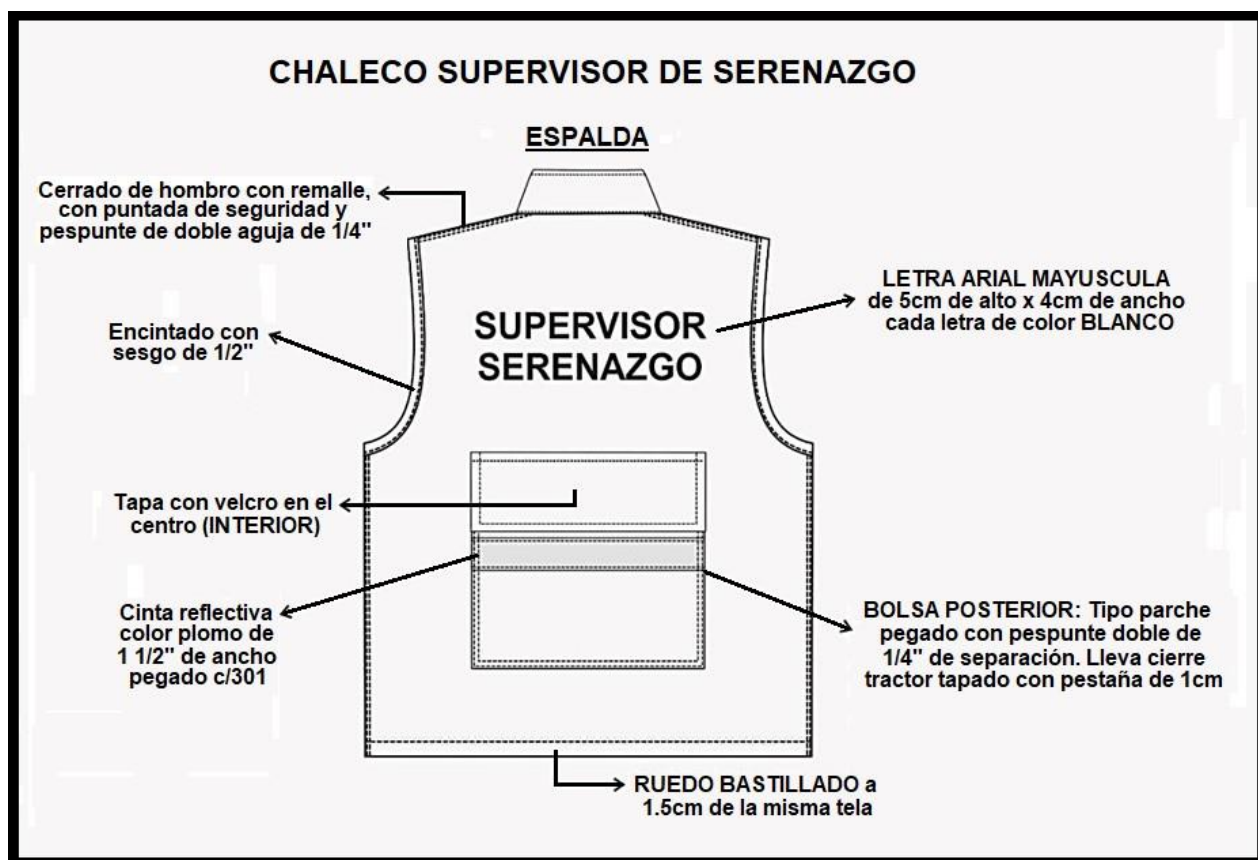 CHALECO SUPERVISOR DE SERENAZGO
ESPALDA
Cerrado de hombro con remalle,
con puntada de seguridad y
pespunte de doble aguja de 1/4"
LETRA ARIAL MAYUSCULA
de 5cm de alto x 4cm de ancho
cada letra de color BLANCO
Encintado con
sesgo de 1/2"
SUPERVISOR
SERENAZGO
Tapa con velcro en el
centro (INTERIOR)
Cinta reflectiva
color plomo de
1 1/2" de ancho
pegado c/301
BOLSA POSTERIOR: Tipo parche
pegado con pespunte doble de
1/4" de separación. Lleva cierre
tractor tapado con pestaña de 1cm
RUEDO BASTILLADO a
1.5cm de la misma tela